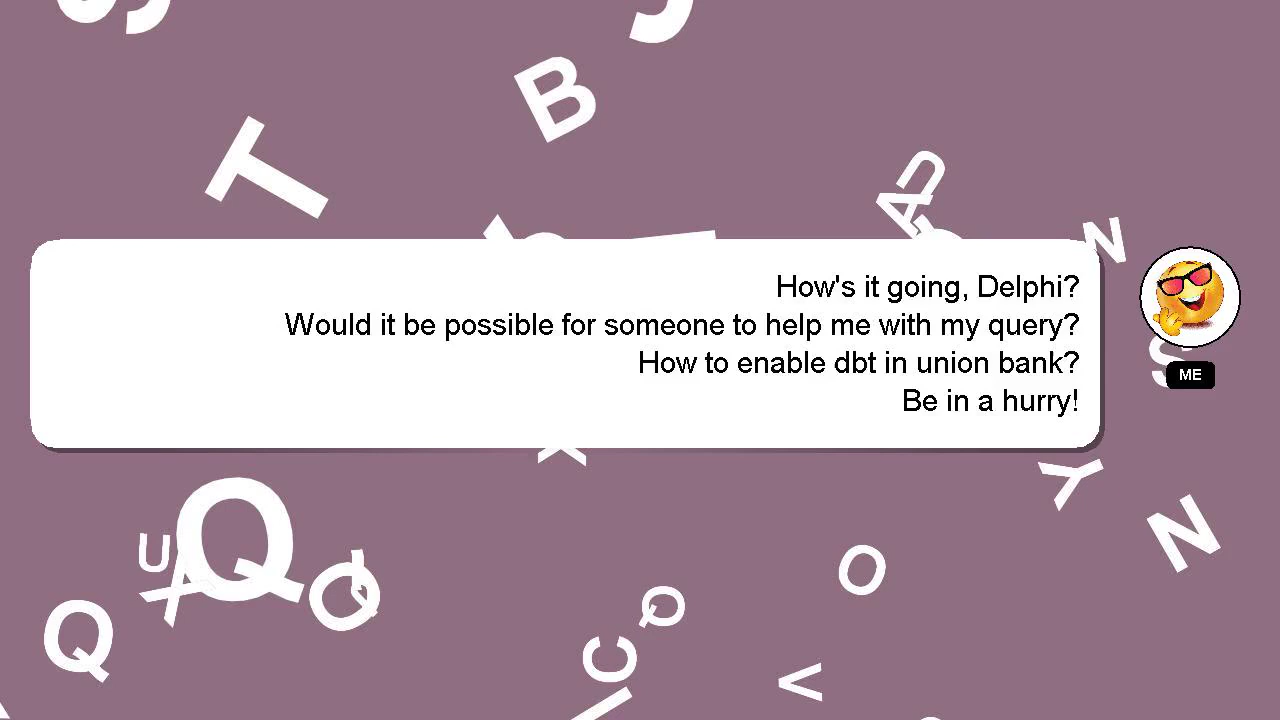 How's it going, Delphi?
Would it be possible for someone to help me with my query?
How to enable dbt in union bank?
Be in a hurry!
ME
T
B
A
N
S
X
Y
N
Q
U
Q
Q
O
Q
C
V